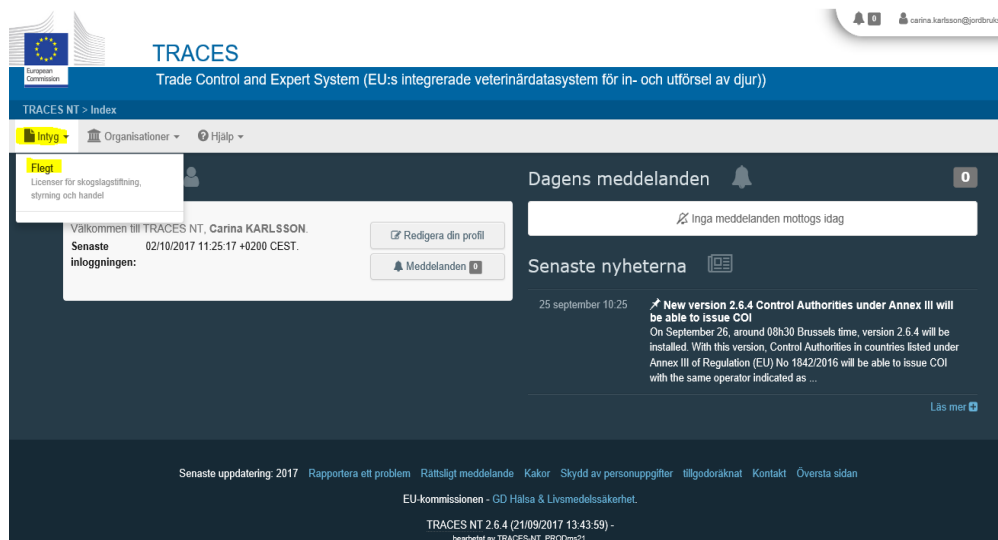 0 carina.karlsson@jordbruks
European
Commission
TRACES
Trade Control and Expert System (EU:s integrerade veterinärdatasystem för in- och utförsel av djur))
TRACES NT > Index
Intyg Organisationer Hjälp
Flegt
Licenser för skogslagstiftning,
styrning och handel
Välkommen till TRACES NT, Carina KARLSSON.
Senaste 02/10/2017 11:25:17 +0200 CEST.
inloggningen:
Redigera din profil
Meddelanden 0
Dagens meddelanden 0
Inga meddelanden mottogs idag
Senaste nyheterna
25 september 10:25 New version 2.6.4 Control Authorities under Annex III will
be able to issue COI
On September 26, around 08h30 Brussels time, version 2.6.4 will be
installed. With this version, Control Authorities in countries listed under
Annex III of Regulation (EU) No 1842/2016 will be able to issue COI
with the same operator indicated as ...
Läs mer
Senaste uppdatering: 2017 Rapportera ett problem Rättsligt meddelande Kakor Skydd av personuppgifter tillgodoräknat Kontakt Översta sidan
EU-kommissionen - GD Hälsa & Livsmedelssäkerhet.
TRACES NT 2.6.4 (21/09/2017 13:43:59) -
bearbetat av TRACES-NT_PRODms21